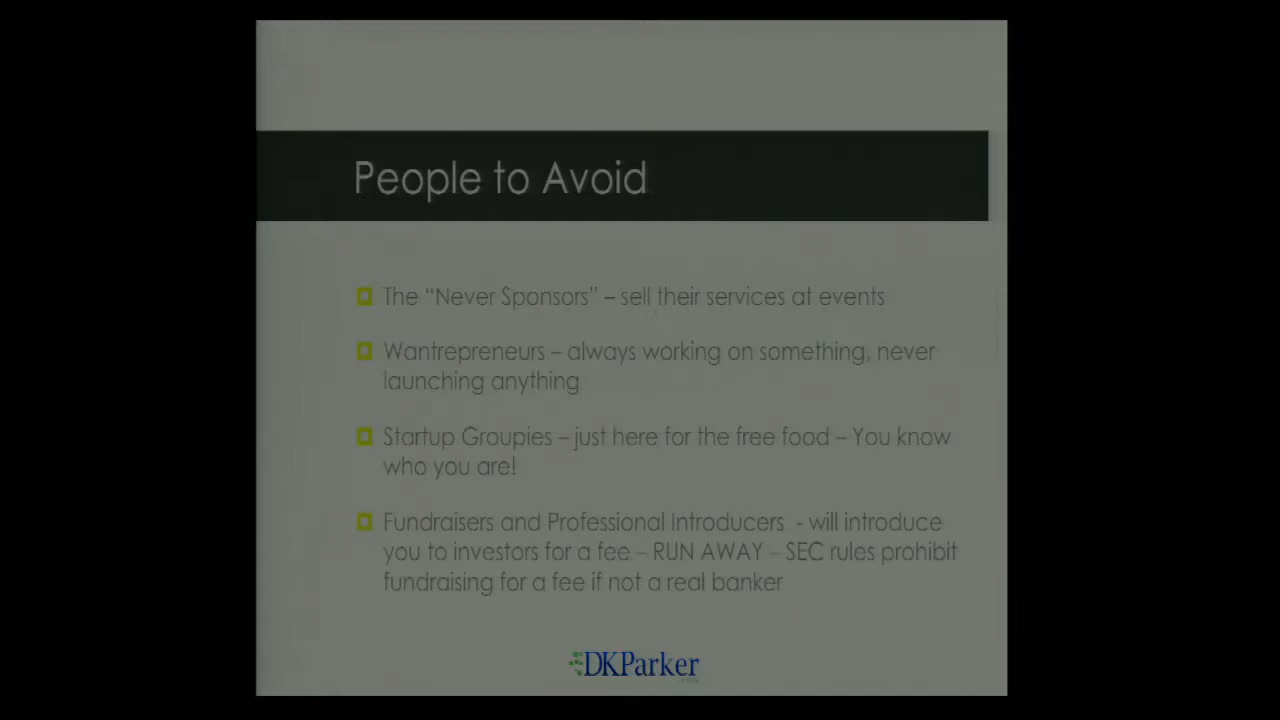 People to Avoid
The “Never Sponsors” – sell their services at events
Wantrepreneurs – always working on something, never
launching anything
Startup Groupies – just here for the free food – You know
who you are!
Fundraisers and Professional Introducers - will introduce
you to investors for a fee – RUN AWAY – SEC rules prohibit
fundraising for a fee if not a real banker
DKParker